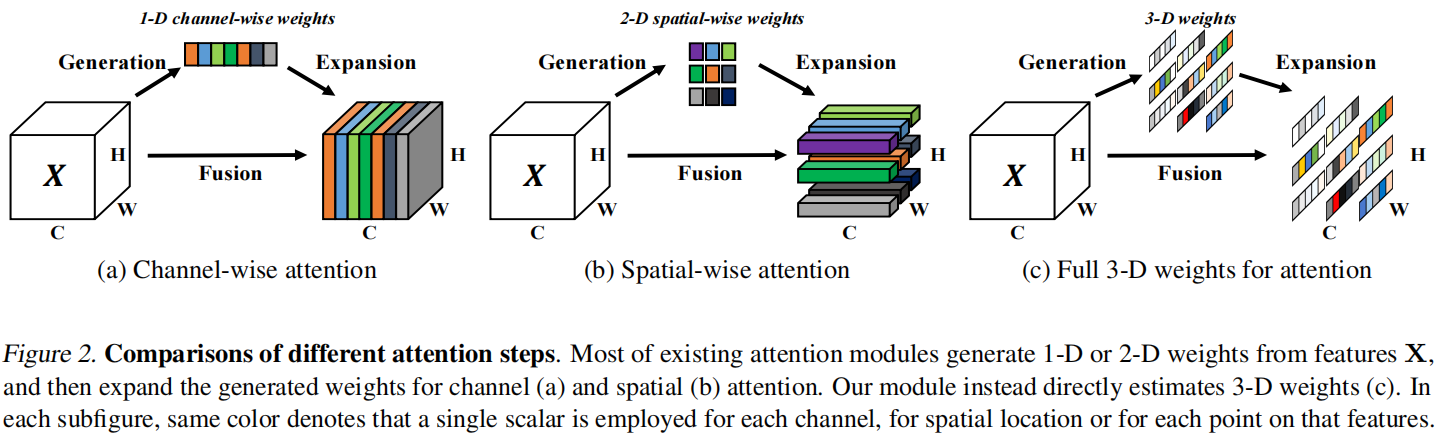 1-D channel-wise weights
Generation
Expansion
X
H
W
C
Fusion
H
W
C
(a) Channel-wise attention
2-D spatial-wise weights
Generation
Expansion
X
H
W
C
Fusion
H
W
C
(b) Spatial-wise attention
3-D weights
Generation
Expansion
X
H
W
C
Fusion
H
W
C
(c) Full 3-D weights for attention
Figure 2. Comparisons of different attention steps. Most of existing attention modules generate 1-D or 2-D weights from features X,
and then expand the generated weights for channel (a) and spatial (b) attention. Our module instead directly estimates 3-D weights (c). In
each subfigure, same color denotes that a single scalar is employed for each channel, for spatial location or for each point on that features.